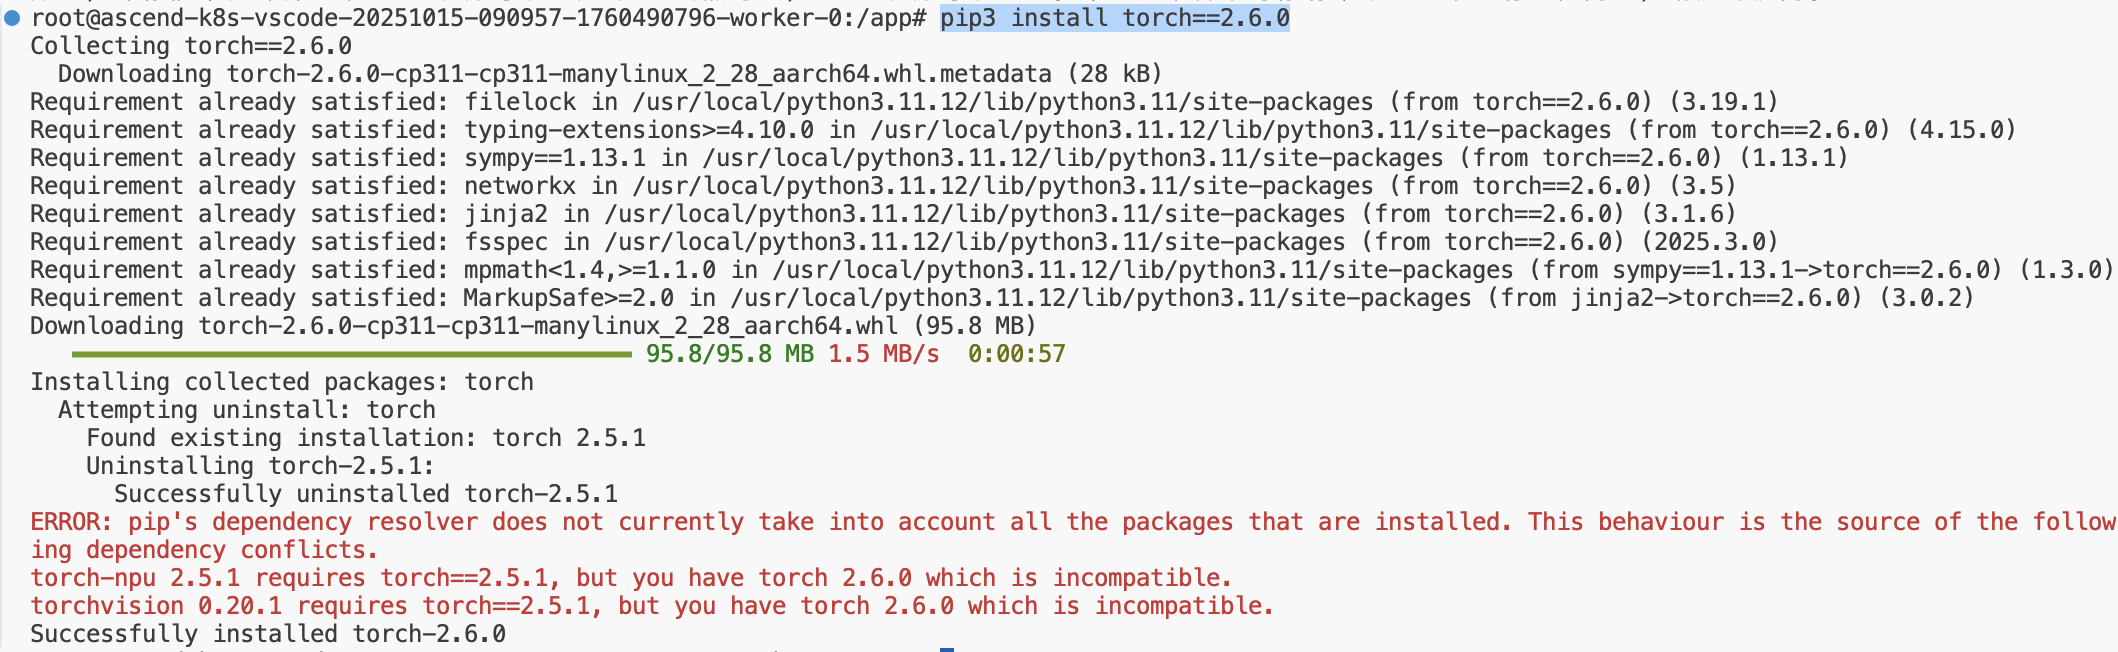 root@ascend-k8s-vscode-20251015-090957-1760490796-worker-0:/app# pip3 install torch==2.6.0
Collecting torch==2.6.0
  Downloading torch-2.6.0-cp311-cp311-manylinux_2_28_aarch64.whl.metadata (28 kB)
Requirement already satisfied: filelock in /usr/local/python3.11.12/lib/python3.11/site-packages (from torch==2.6.0) (3.19.1)
Requirement already satisfied: typing-extensions>=4.10.0 in /usr/local/python3.11.12/lib/python3.11/site-packages (from torch==2.6.0) (4.15.0)
Requirement already satisfied: sympy==1.13.1 in /usr/local/python3.11.12/lib/python3.11/site-packages (from torch==2.6.0) (1.13.1)
Requirement already satisfied: networkx in /usr/local/python3.11.12/lib/python3.11/site-packages (from torch==2.6.0) (3.5)
Requirement already satisfied: jinja2 in /usr/local/python3.11.12/lib/python3.11/site-packages (from torch==2.6.0) (3.1.6)
Requirement already satisfied: fsspec in /usr/local/python3.11.12/lib/python3.11/site-packages (from torch==2.6.0) (2025.3.0)
Requirement already satisfied: mpmath<1.4,>=1.1.0 in /usr/local/python3.11.12/lib/python3.11/site-packages (from sympy==1.13.1->torch==2.6.0) (1.3.0)
Requirement already satisfied: MarkupSafe>=2.0 in /usr/local/python3.11.12/lib/python3.11/site-packages (from jinja2->torch==2.6.0) (3.0.2)
Downloading torch-2.6.0-cp311-cp311-manylinux_2_28_aarch64.whl (95.8 MB)
95.8/95.8 MB 1.5 MB/s  0:00:57
Installing collected packages: torch
  Attempting uninstall: torch
    Found existing installation: torch 2.5.1
    Uninstalling torch-2.5.1:
      Successfully uninstalled torch-2.5.1
ERROR: pip's dependency resolver does not currently take into account all the packages that are installed. This behaviour is the source of the follow
ing dependency conflicts.
torch-npu 2.5.1 requires torch==2.5.1, but you have torch 2.6.0 which is incompatible.
torchvision 0.20.1 requires torch==2.5.1, but you have torch 2.6.0 which is incompatible.
Successfully installed torch-2.6.0